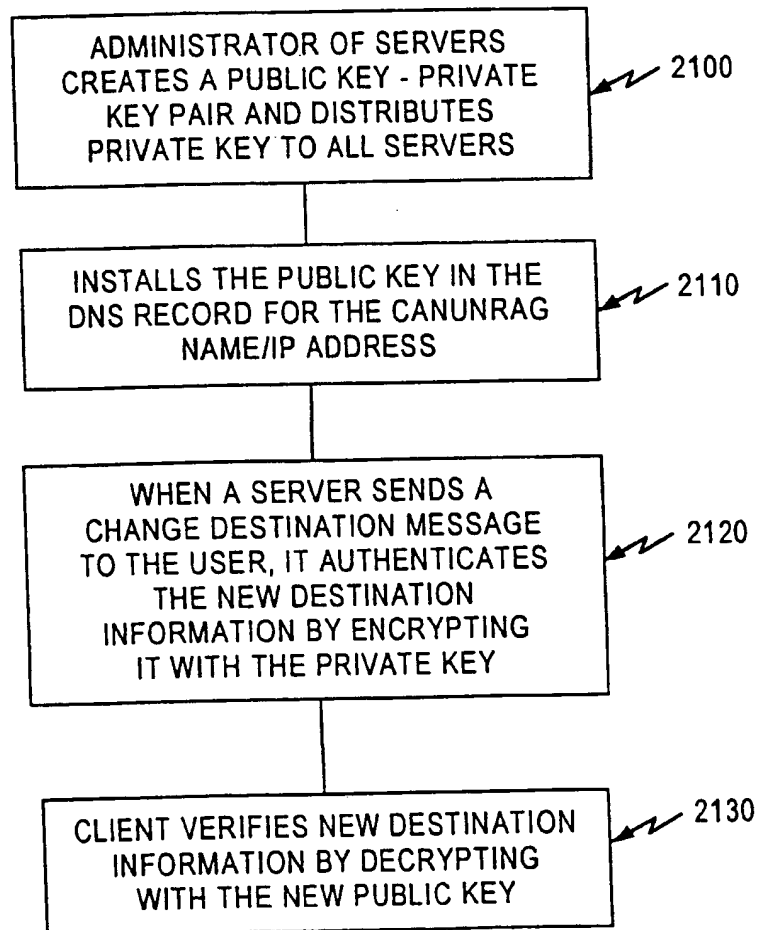 ADMINISTRATOR OF SERVERS
CREATES A PUBLIC KEY - PRIVATE
KEY PAIR AND DISTRIBUTES
PRIVATE KEY TO ALL SERVERS
2100
INSTALLS THE PUBLIC KEY IN THE
DNS RECORD FOR THE CANUNRAG
NAME/IP ADDRESS
2110
WHEN A SERVER SENDS A
CHANGE DESTINATION MESSAGE
TO THE USER, IT AUTHENTICATES
THE NEW DESTINATION
INFORMATION BY ENCRYPTING
IT WITH THE PRIVATE KEY
2120
CLIENT VERIFIES NEW DESTINATION
INFORMATION BY DECRYPTING
WITH THE NEW PUBLIC KEY
2130